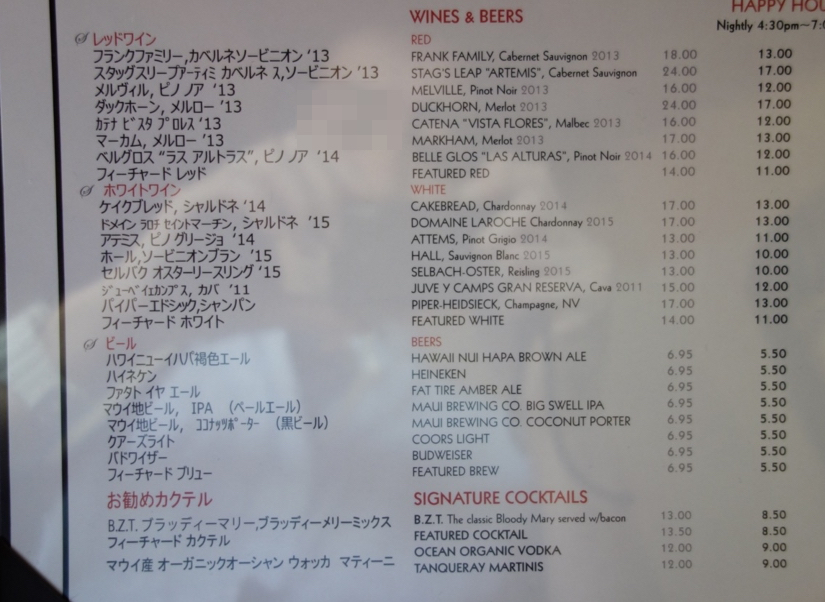 WINES & BEERS HAPPY HOU
Nightly 4:30pm~7:0
レッドワイン RED
フランクファミリー,カベルネソービニオン '13 FRANK FAMILY, Cabernet Sauvignon 2013 18.00 13.00
スタッグスリープアーティミ カベルネ ス,ソービニオン '13 STAG'S LEAP "ARTEMIS", Cabernet Sauvignon 24.00 17.00
メルヴィル, ピノ ノア '13 MELVILLE, Pinot Noir 2013 16.00 12.00
ダックホーン, メルロー '13 DUCKHORN, Merlot 2013 24.00 17.00
カテナ ビスタ プロレス '13 CATENA "VISTA FLORES", Malbec 2013 16.00 12.00
マーカム, メルロー '13 MARKHAM, Merlot 2013 17.00 13.00
ベルグロス "ラス アルトラス", ピノ ノア '14 BELLE GLOS "LAS ALTURAS", Pinot Noir 2014 16.00 12.00
フィーチャード レッド FEATURED RED 14.00 11.00
ホワイトワイン WHITE
ケイクブレッド, シャルドネ '14 CAKEBREAD, Chardonnay 2014 17.00 13.00
ドメイン ラロチ セイントマーチン, シャルドネ '15 DOMAINE LAROCHE Chardonnay 2015 17.00 13.00
アテミス, ピノ グリージョ '14 ATTEMS, Pinot Grigio 2014 13.00 11.00
ホール,ソービニオンブラン '15 HALL, Sauvignon Blanc 2015 13.00 10.00
セルバク オスターリースリング '15 SELBACH-OSTER, Reisling 2015 13.00 10.00
ジューベイェカンプス, カバ '11 JUVE Y CAMPS GRAN RESERVA, Cava 2011 15.00 12.00
パイパーエドシック,シャンパン PIPER-HEIDSIECK, Champagne, NV 17.00 13.00
フィーチャード ホワイト FEATURED WHITE 14.00 11.00
ビール BEERS
ハワイニューイハパ褐色エール HAWAII NUI HAPA BROWN ALE 6.95 5.50
ハイネケン HEINEKEN 6.95 5.50
ファタト イヤ エール FAT TIRE AMBER ALE 6.95 5.50
マウイ地ビール, IPA （ペールエール） MAUI BREWING CO. BIG SWELL IPA 6.95 5.50
マウイ地ビール, ココナッツポーター （黒ビール） MAUI BREWING CO. COCONUT PORTER 6.95 5.50
クアーズライト COORS LIGHT 6.95 5.50
バドワイザー BUDWEISER 6.95 5.50
フィーチャード ブリュー FEATURED BREW 6.95 5.50
お勧めカクテル SIGNATURE COCKTAILS
B.Z.T. ブラッディーマリー,ブラッディーメリーミックス B.Z.T. The classic Bloody Mary served w/bacon 13.00 8.50
フィーチャード カクテル FEATURED COCKTAIL 13.50 8.50
OCEAN ORGANIC VODKA 12.00 9.00
マウイ産 オーガニックオーシャン ウォッカ マティーニ TANQUERAY MARTINIS 12.00 9.00